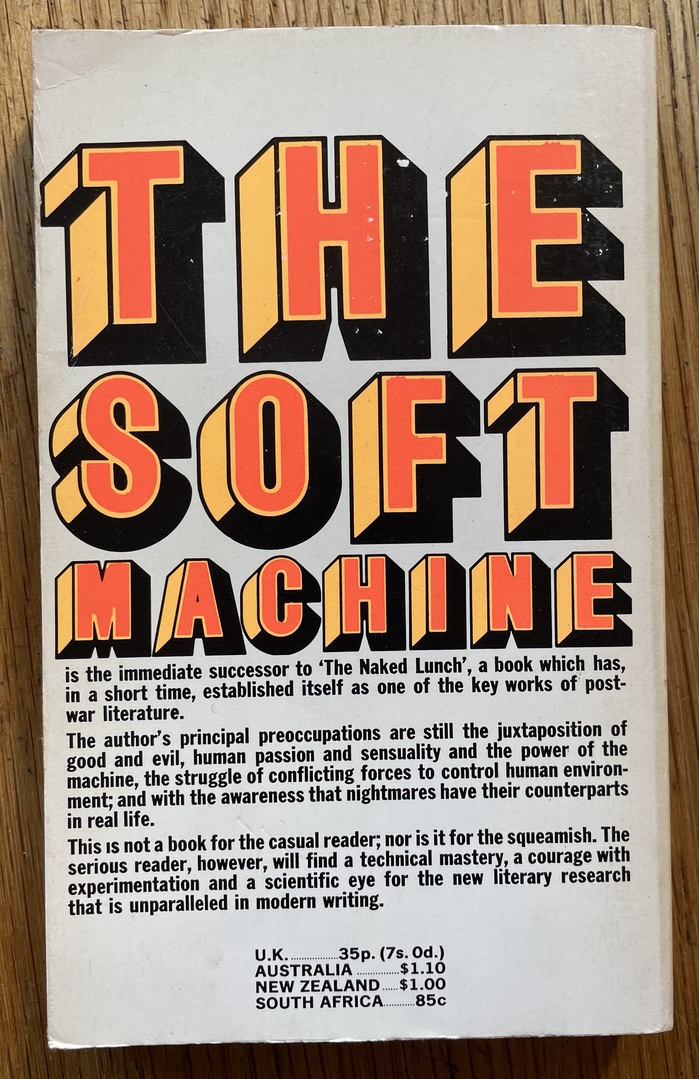 THE
SOFT
MACHINE
is the immediate successor to ‘The Naked Lunch’, a book which has,
in a short time, established itself as one of the key works of post-
war literature.
The author’s principal preoccupations are still the juxtaposition of
good and evil, human passion and sensuality and the power of the
machine, the struggle of conflicting forces to control human environ-
ment; and with the awareness that nightmares have their counterparts
in real life.
This is not a book for the casual reader; nor is it for the squeamish. The
serious reader, however, will find a technical mastery, a courage with
experimentation and a scientific eye for the new literary research
that is unparalleled in modern writing.
U.K. ................35p. (7s. 0d.)
AUSTRALIA ..............$1.10
NEW ZEALAND .....$1.00
SOUTH AFRICA...........85c